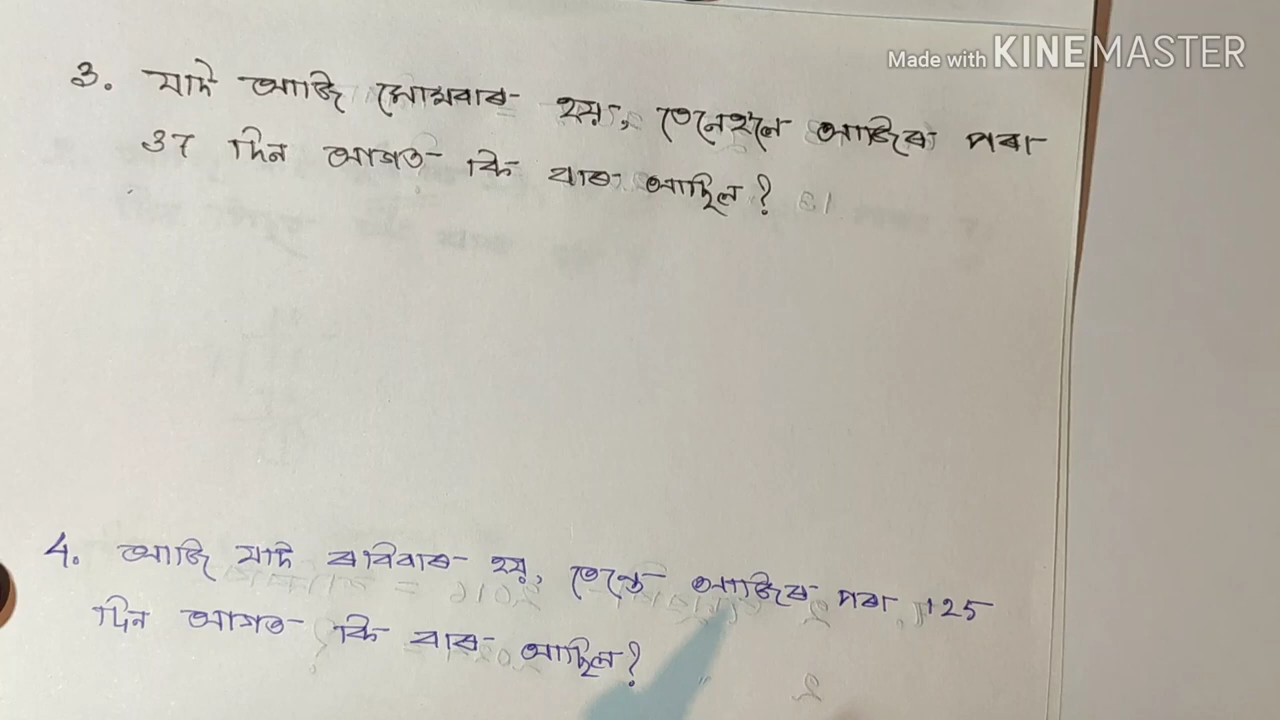 Made with KINEMASTER
3. যদি আজি সোমবাৰ হয়, তেনেহ'লে আজিৰ পৰা
37 দিন আগত কি বাৰ আছিল?
4. আজি যদি ৰবিবাৰ হয়, তেন্তে আজিৰ পৰা 125
দিন আগত কি বাৰ আছিল?